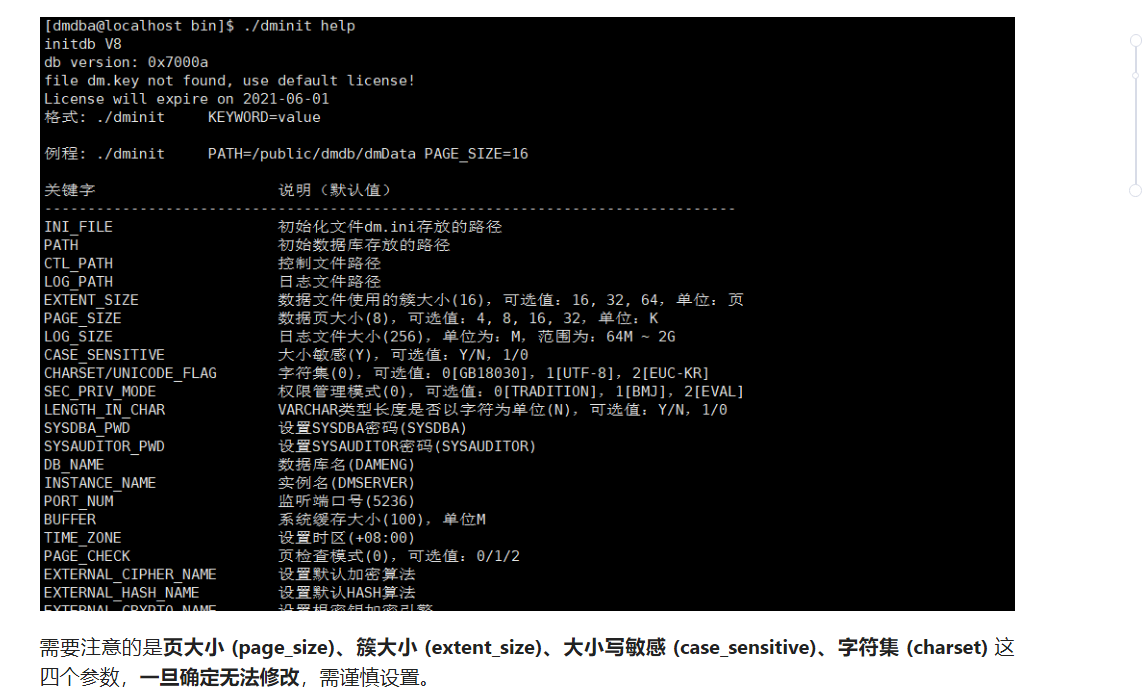 [dmdba@localhost bin]$ ./dminit help
initdb V8
db version: 0x7000a
file dm.key not found, use default license!
License will expire on 2021-06-01
格式: ./dminit KEYWORD=value
例程: ./dminit PATH=/public/dmdb/dmData PAGE_SIZE=16
关键字 说明（默认值）
--------------------------------------------------------------------------------
INI_FILE 初始化文件dm.ini存放的路径
PATH 初始数据库存放的路径
CTL_PATH 控制文件路径
LOG_PATH 日志文件路径
EXTENT_SIZE 数据文件使用的簇大小(16)，可选值：16, 32, 64，单位：页
PAGE_SIZE 数据页大小(8)，可选值：4, 8, 16, 32，单位：K
LOG_SIZE 日志文件大小(256)，单位为：M，范围为：64M ~ 2G
CASE_SENSITIVE 大小敏感(Y)，可选值：Y/N，1/0
CHARSET/UNICODE_FLAG 字符集(0)，可选值：0[GB18030]，1[UTF-8]，2[EUC-KR]
SEC_PRIV_MODE 权限管理模式(0)，可选值：0[TRADITION]，1[BMJ]，2[EVAL]
LENGTH_IN_CHAR VARCHAR类型长度是否以字符为单位(N)，可选值：Y/N，1/0
SYSDBA_PWD 设置SYSDBA密码(SYSDBA)
SYSAUDITOR_PWD 设置SYSAUDITOR密码(SYSAUDITOR)
DB_NAME 数据库名(DAMENG)
INSTANCE_NAME 实例名(DMSERVER)
PORT_NUM 监听端口号(5236)
BUFFER 系统缓存大小(100)，单位M
TIME_ZONE 设置时区(+08:00)
PAGE_CHECK 页检查模式(0)，可选值：0/1/2
EXTERNAL_CIPHER_NAME 设置默认加密算法
EXTERNAL_HASH_NAME 设置默认HASH算法
EXTERNAL_CRYPTO_NAME 设置根密钥加密引擎
需要注意的是页大小 (page_size)、簇大小 (extent_size)、大小写敏感 (case_sensitive)、字符集 (charset) 这
四个参数，一旦确定无法修改，需谨慎设置。